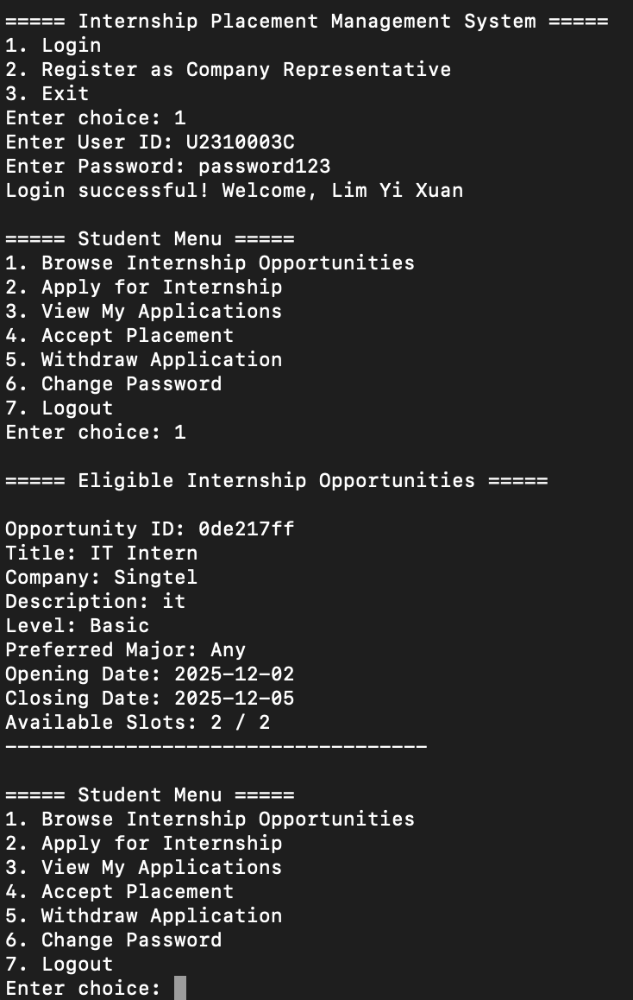 ===== Internship Placement Management System =====
1. Login
2. Register as Company Representative
3. Exit
Enter choice: 1
Enter User ID: U2310003C
Enter Password: password123
Login successful! Welcome, Lim Yi Xuan

===== Student Menu =====
1. Browse Internship Opportunities
2. Apply for Internship
3. View My Applications
4. Accept Placement
5. Withdraw Application
6. Change Password
7. Logout
Enter choice: 1

===== Eligible Internship Opportunities =====

Opportunity ID: 0de217ff
Title: IT Intern
Company: Singtel
Description: it
Level: Basic
Preferred Major: Any
Opening Date: 2025-12-02
Closing Date: 2025-12-05
Available Slots: 2 / 2
-----------------------------------

===== Student Menu =====
1. Browse Internship Opportunities
2. Apply for Internship
3. View My Applications
4. Accept Placement
5. Withdraw Application
6. Change Password
7. Logout
Enter choice: